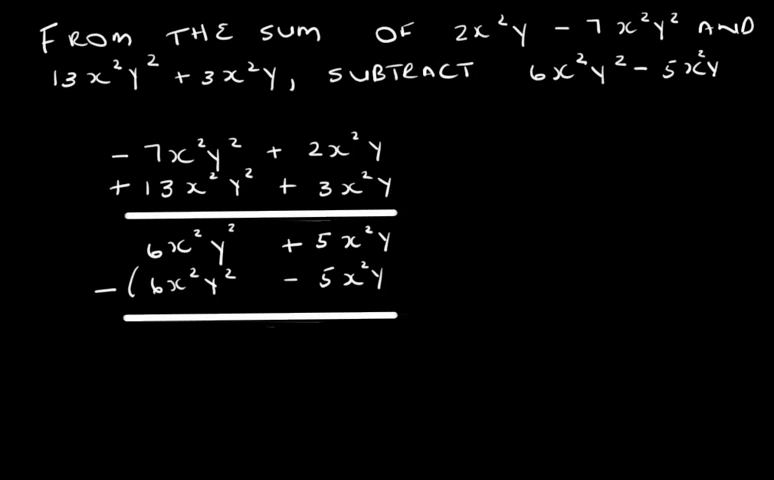 FROM THE SUM OF 2x²y - 7x²y² AND
13x²y² + 3x²y, SUBTRACT 6x²y² - 5x²y
- 7x²y² + 2x²y
+ 13x²y² + 3x²y
6x²y² + 5x²y
- (6x²y² - 5x²y